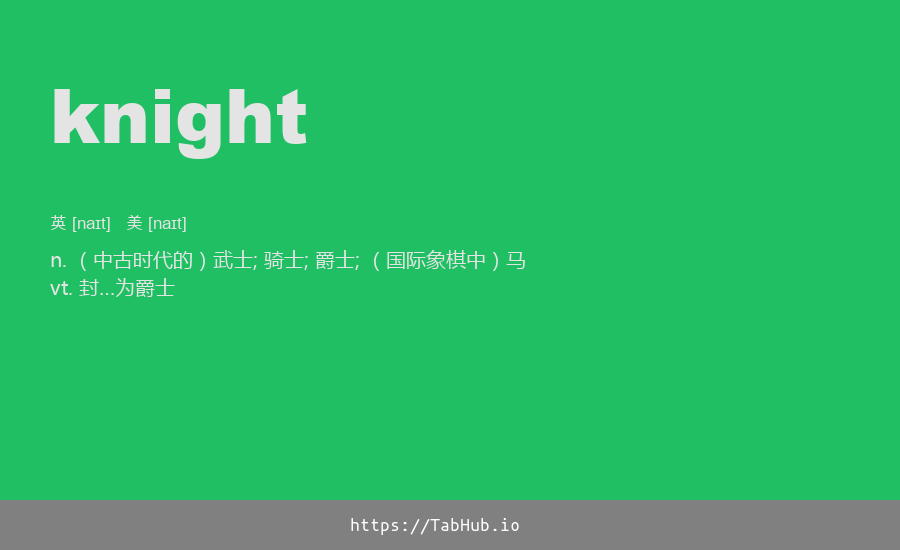 knight
英 [naɪt] 美 [naɪt]
n. （中古时代的）武士; 骑士; 爵士; （国际象棋中）马
vt. 封...为爵士
https://TabHub.io